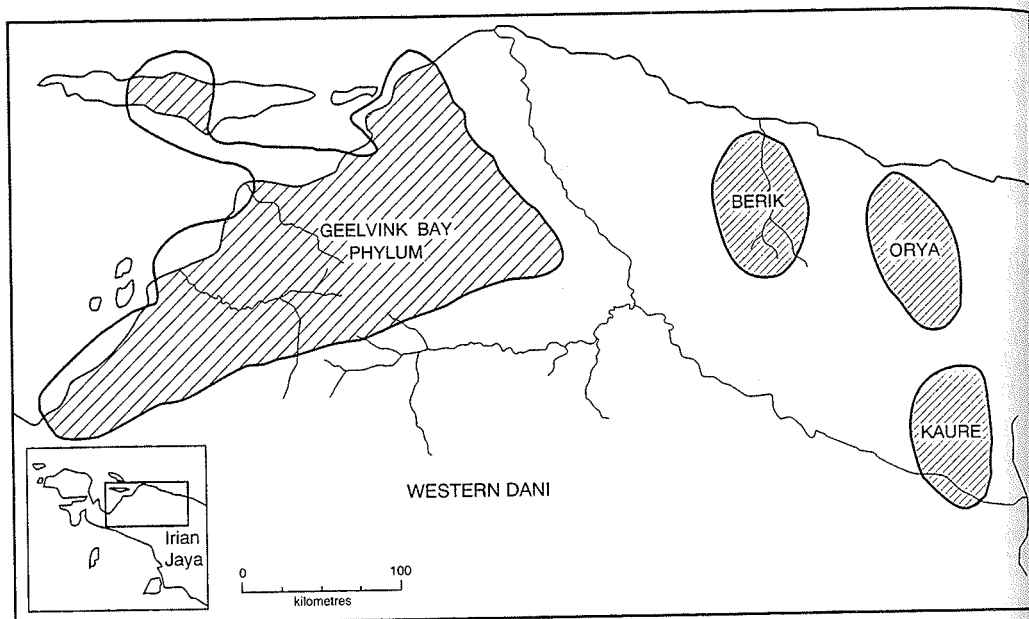 GEELVINK BAY
PHYLUM
BERIK
ORYA
KAURE
WESTERN DANI
Irian
Jaya
0 100
kilometres